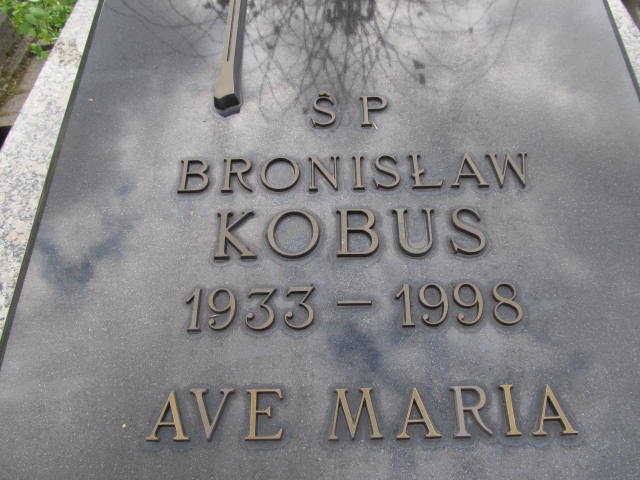 ŚP
BRONISŁAW
KOBUS
1933 – 1998
AVE MARIA